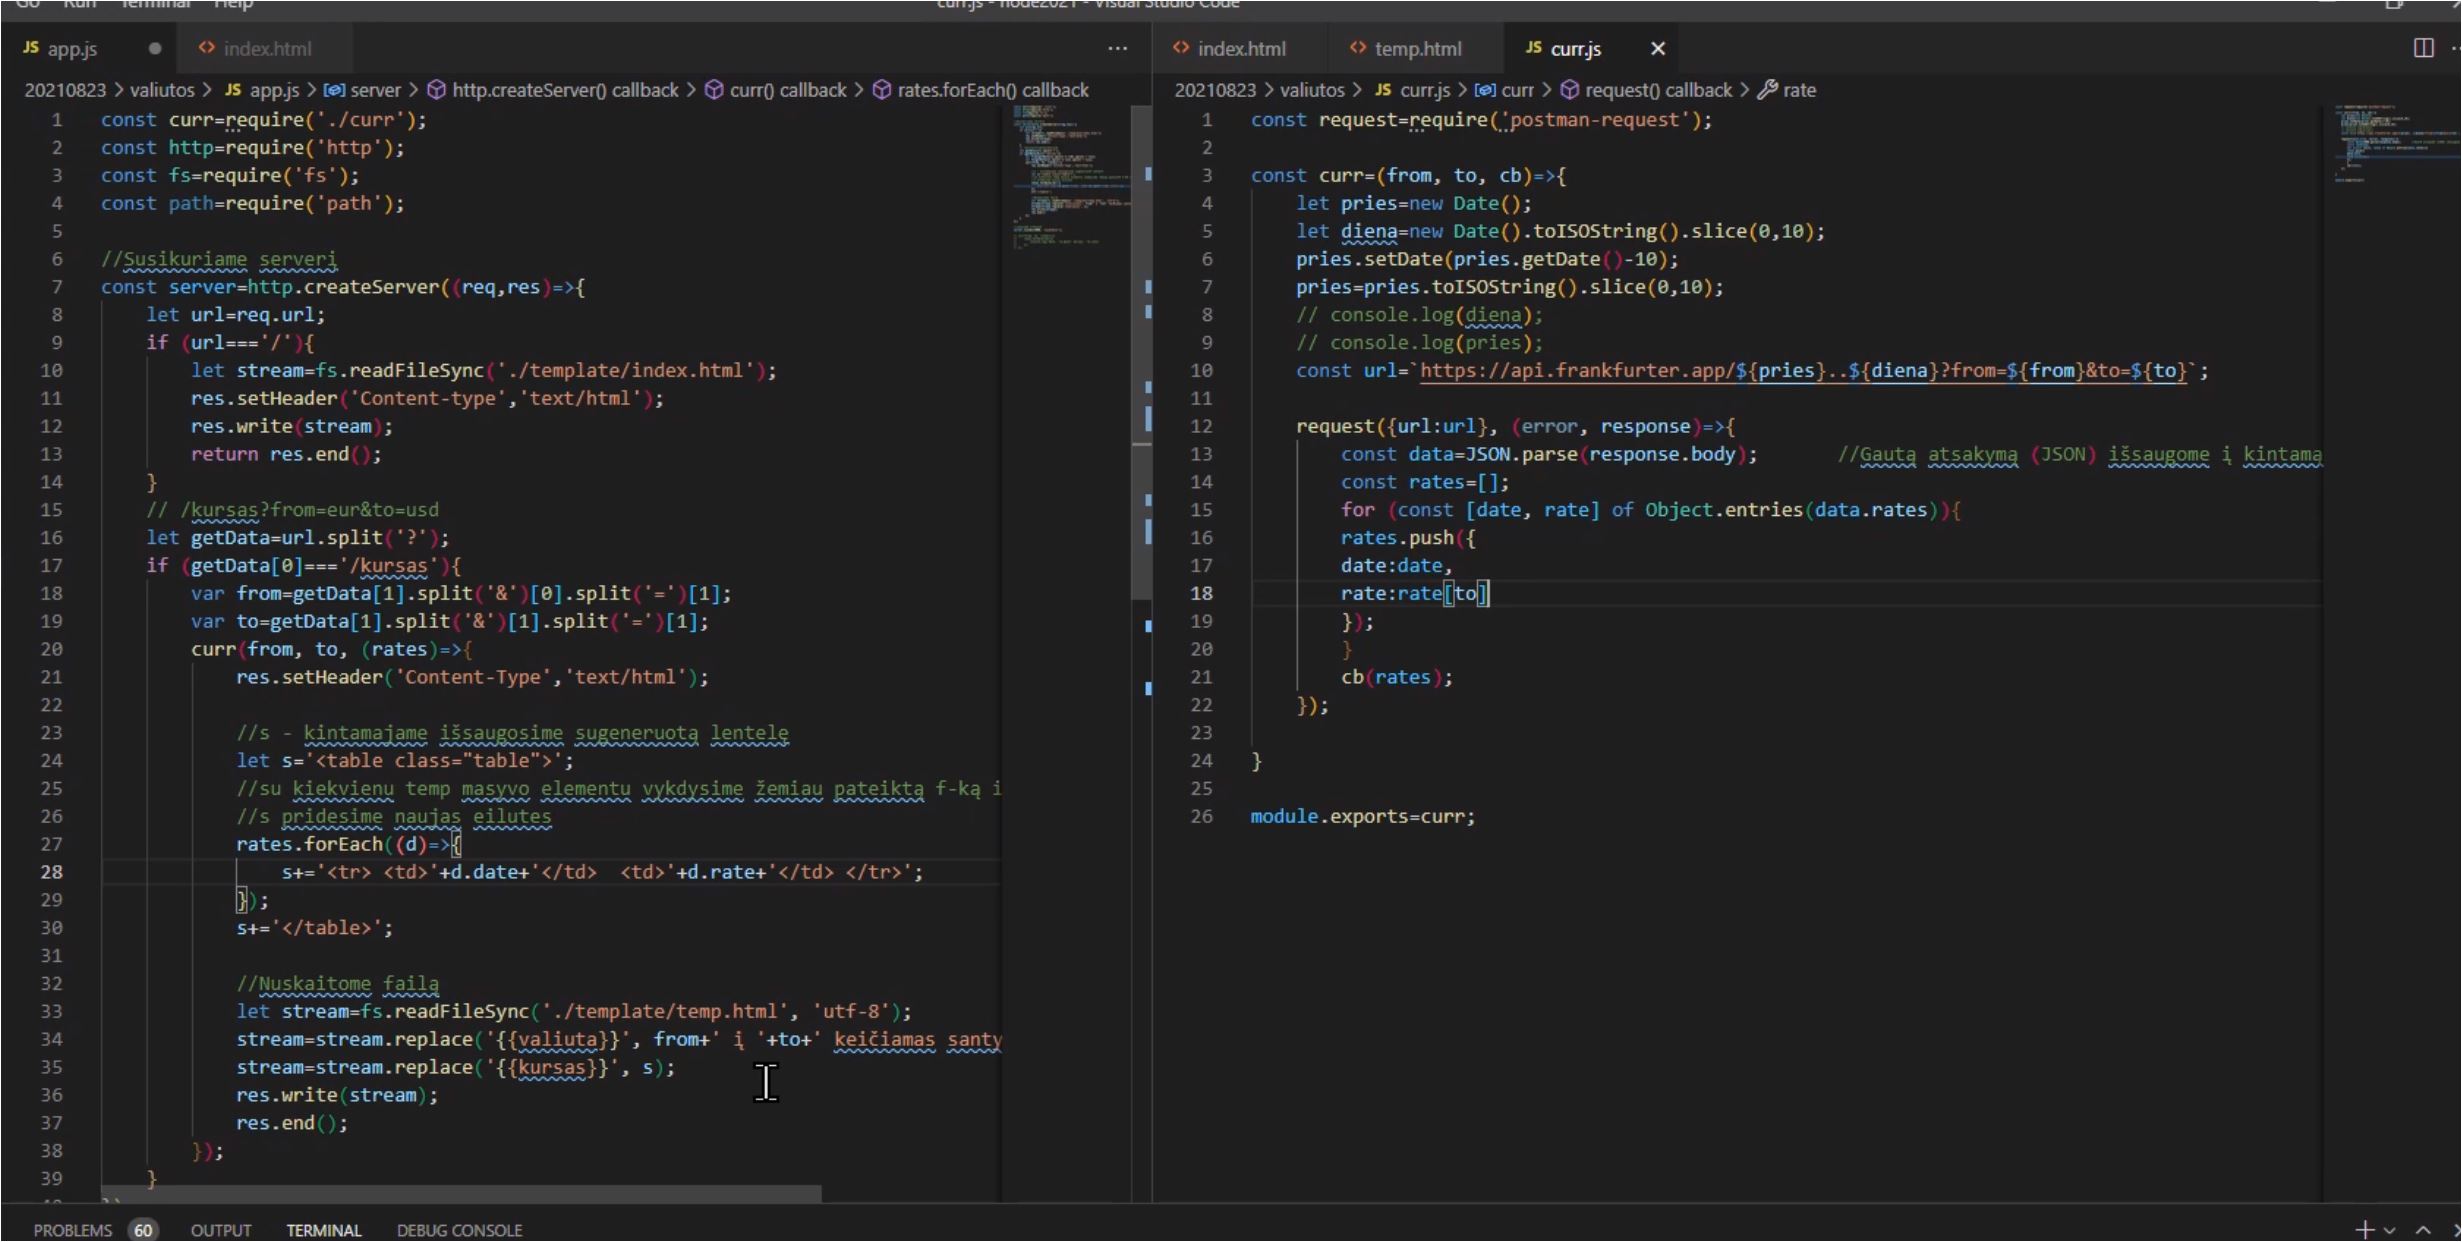 Go Run Terminal Help
curr.js - node2021 - Visual Studio Code
JS app.js ● <> index.html ···
20210823 > valiutos > JS app.js > server > http.createServer() callback > curr() callback > rates.forEach() callback
1 const curr=require('./curr');
2 const http=require('http');
3 const fs=require('fs');
4 const path=require('path');
5
6 //Susikuriame serverį
7 const server=http.createServer((req,res)=>{
8 let url=req.url;
9 if (url==='/'){
10 let stream=fs.readFileSync('./template/index.html');
11 res.setHeader('Content-type','text/html');
12 res.write(stream);
13 return res.end();
14 }
15 // /kursas?from=eur&to=usd
16 let getData=url.split('?');
17 if (getData[0]==='/kursas'){
18 var from=getData[1].split('&')[0].split('=')[1];
19 var to=getData[1].split('&')[1].split('=')[1];
20 curr(from, to, (rates)=>{
21 res.setHeader('Content-Type','text/html');
22
23 //s - kintamajame išsaugosime sugeneruotą lentelę
24 let s='<table class="table">';
25 //su kiekvienu temp masyvo elementu vykdysime žemiau pateiktą f-ką i
26 //s pridesime naujas eilutes
27 rates.forEach((d)=>{
28 s+='<tr> <td>'+d.date+'</td>  <td>'+d.rate+'</td> </tr>';
29 });
30 s+='</table>';
31
32 //Nuskaitome failą
33 let stream=fs.readFileSync('./template/temp.html', 'utf-8');
34 stream=stream.replace('{{valiuta}}', from+' į '+to+' keičiamas santy
35 stream=stream.replace('{{kursas}}', s);
36 res.write(stream);
37 res.end();
38 });
39 }
<> index.html <> temp.html JS curr.js ×
20210823 > valiutos > JS curr.js > curr > request() callback > rate
1 const request=require('postman-request');
2
3 const curr=(from, to, cb)=>{
4 let pries=new Date();
5 let diena=new Date().toISOString().slice(0,10);
6 pries.setDate(pries.getDate()-10);
7 pries=pries.toISOString().slice(0,10);
8 // console.log(diena);
9 // console.log(pries);
10 const url=`https://api.frankfurter.app/${pries}..${diena}?from=${from}&to=${to}`;
11
12 request({url:url}, (error, response)=>{
13 const data=JSON.parse(response.body); //Gautą atsakymą (JSON) išsaugome į kintamą
14 const rates=[];
15 for (const [date, rate] of Object.entries(data.rates)){
16 rates.push({
17 date:date,
18 rate:rate[to]
19 });
20 }
21 cb(rates);
22 });
23
24 }
25
26 module.exports=curr;
PROBLEMS 60 OUTPUT TERMINAL DEBUG CONSOLE